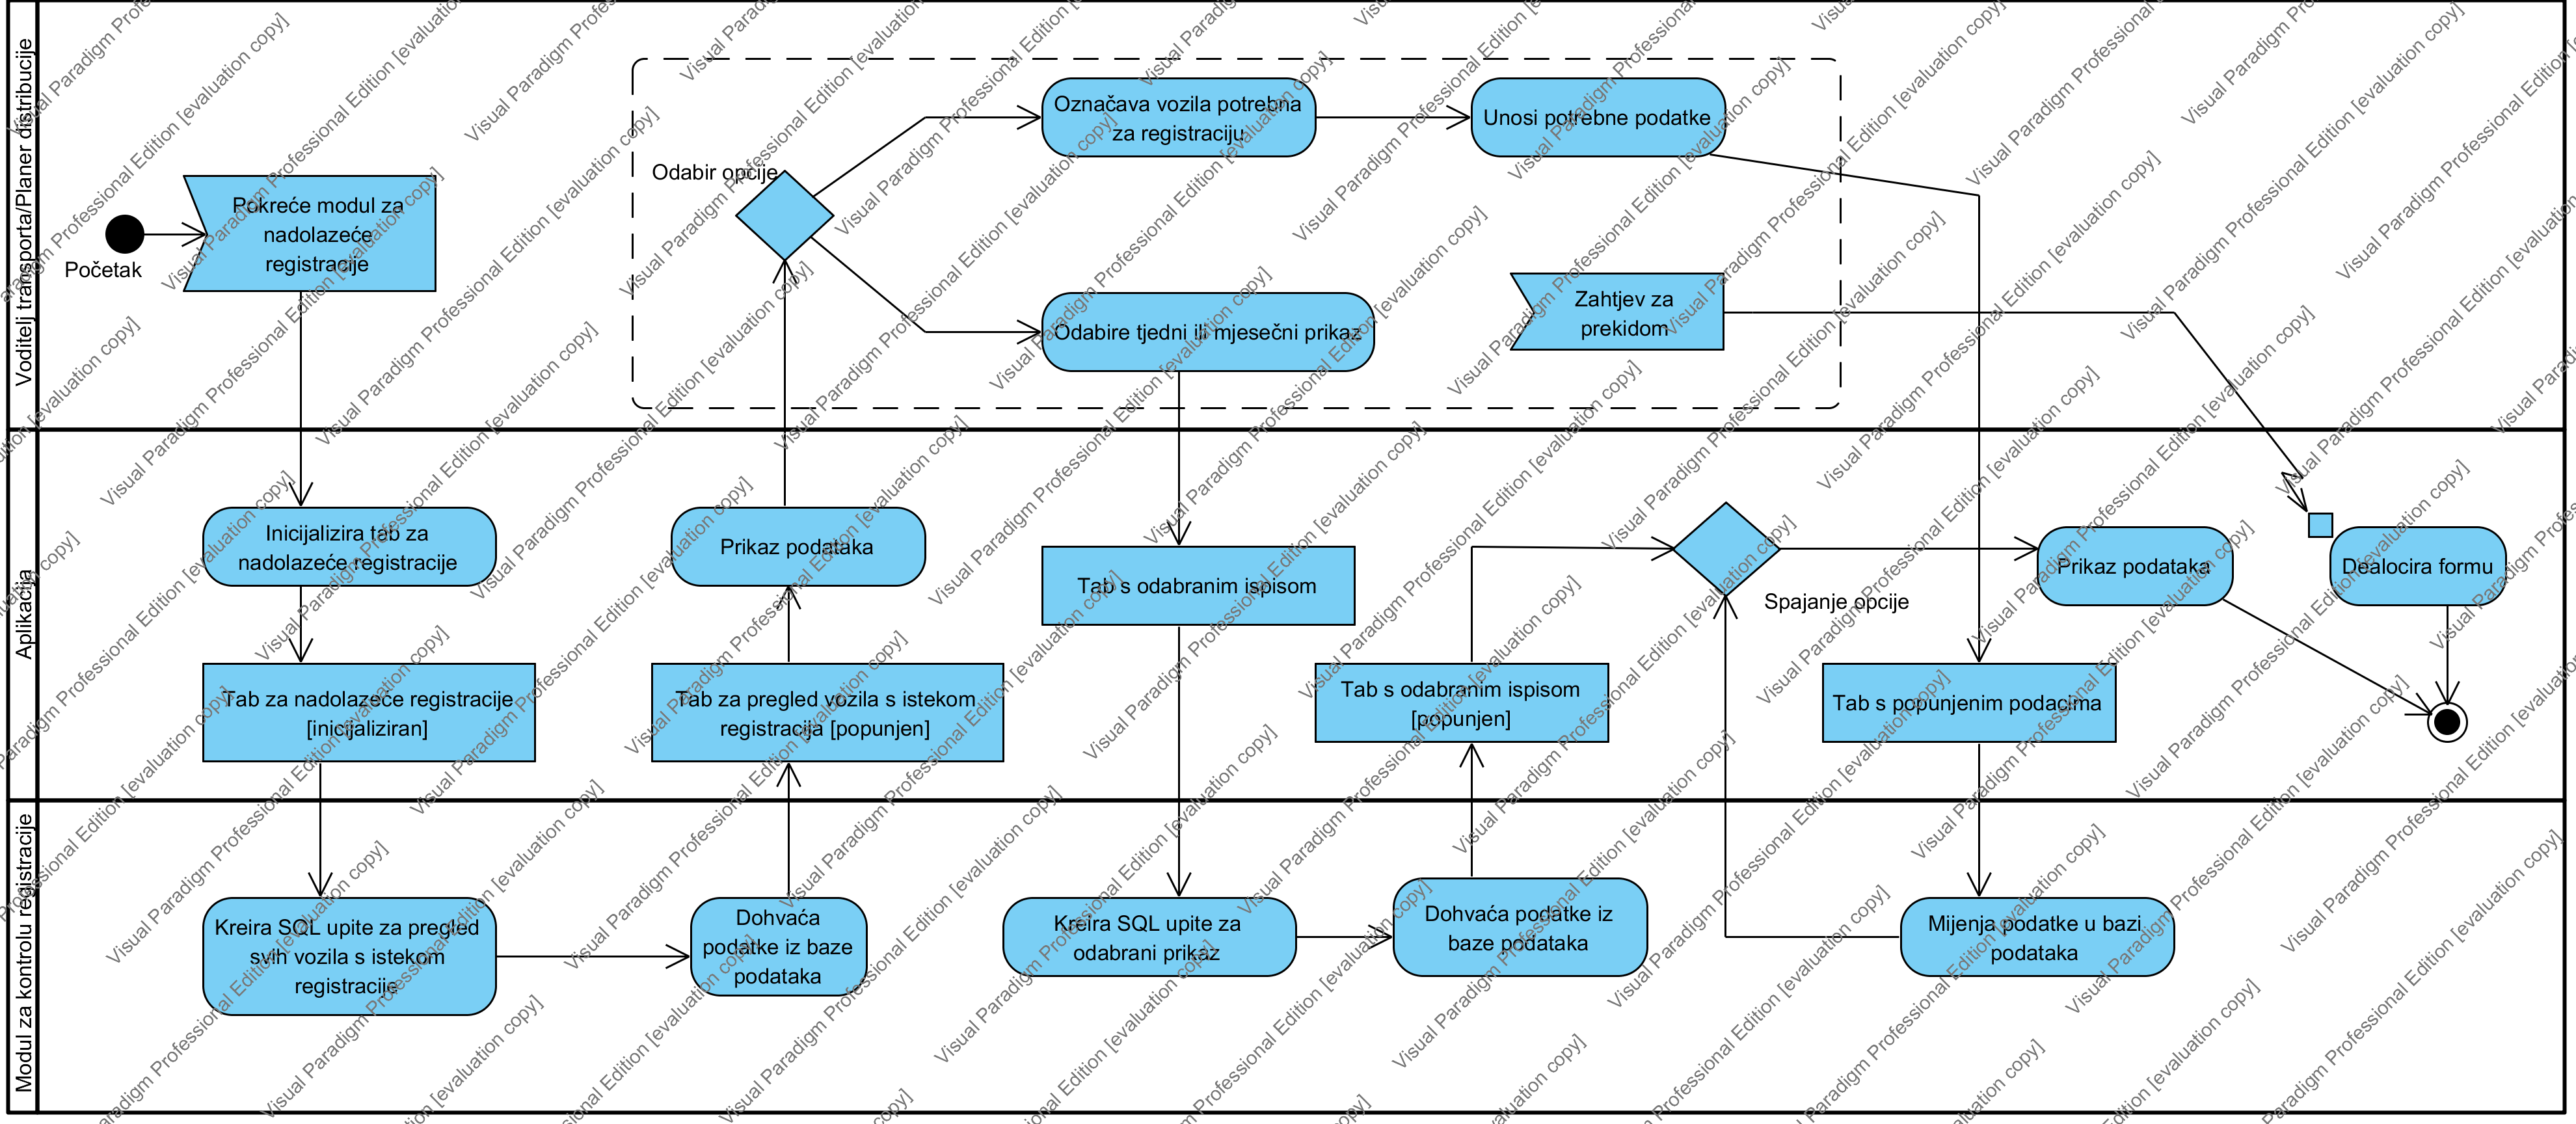 Voditelj transporta/Planer distribucije
Početak
Pokreće modul za
nadolazeće
registracije
Odabir opcije
Označava vozila potrebna
za registraciju
Unosi potrebne podatke
Odabire tjedni ili mjesečni prikaz
Zahtjev za
prekidom
Aplikacija
Inicijalizira tab za
nadolazeće registracije
Prikaz podataka
Tab s odabranim ispisom
Spajanje opcije
Prikaz podataka
Dealocira formu
Tab za nadolazeće registracije
[inicijaliziran]
Tab za pregled vozila s istekom
registracija [popunjen]
Tab s odabranim ispisom
[popunjen]
Tab s popunjenim podacima
Modul za kontrolu registracije
Kreira SQL upite za pregled
svih vozila s istekom
registracije
Dohvaća
podatke iz baze
podataka
Kreira SQL upite za
odabrani prikaz
Dohvaća podatke iz
baze podataka
Mijenja podatke u bazi
podataka
Visual Paradigm Professional Edition [evaluation copy]